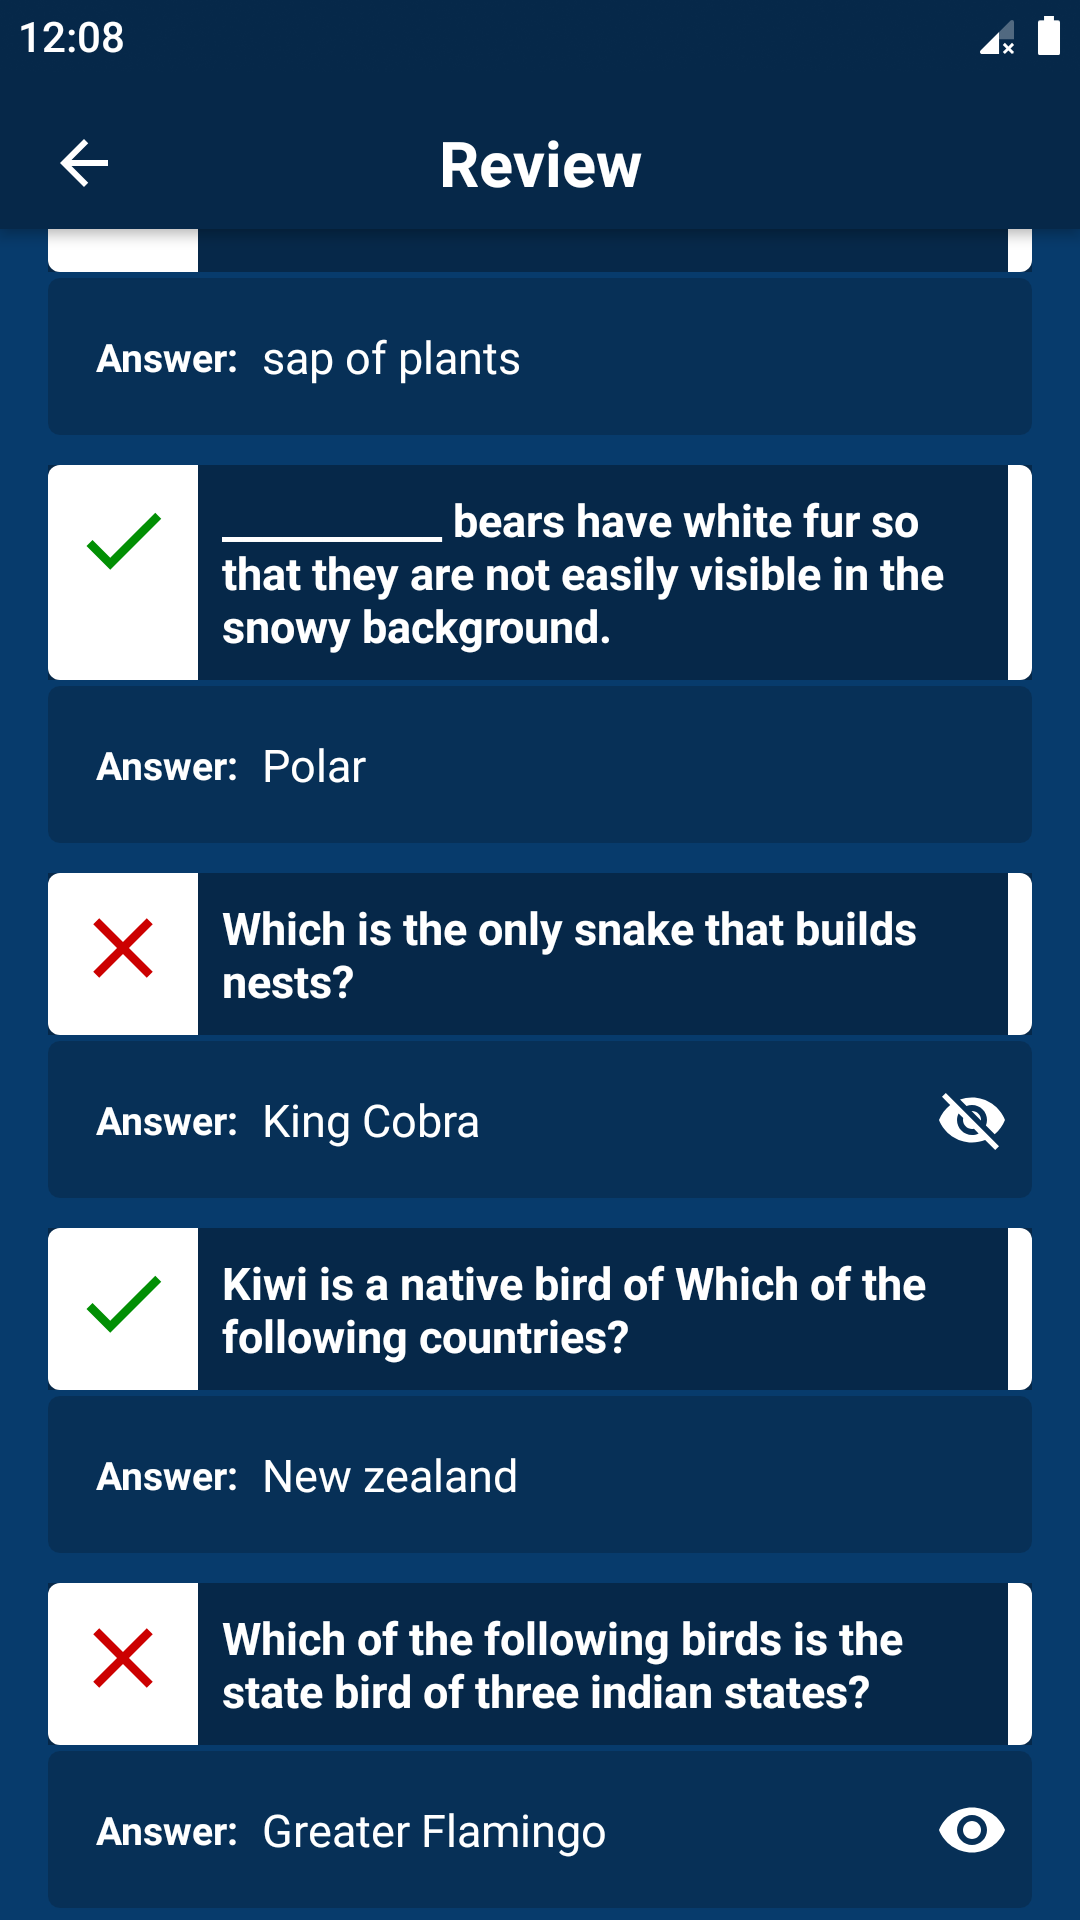 12:08
Review
Answer: sap of plants
__________ bears have white fur so
that they are not easily visible in the
snowy background.
Answer: Polar
Which is the only snake that builds
nests?
Answer: King Cobra
Kiwi is a native bird of Which of the
following countries?
Answer: New zealand
Which of the following birds is the
state bird of three indian states?
Answer: Greater Flamingo